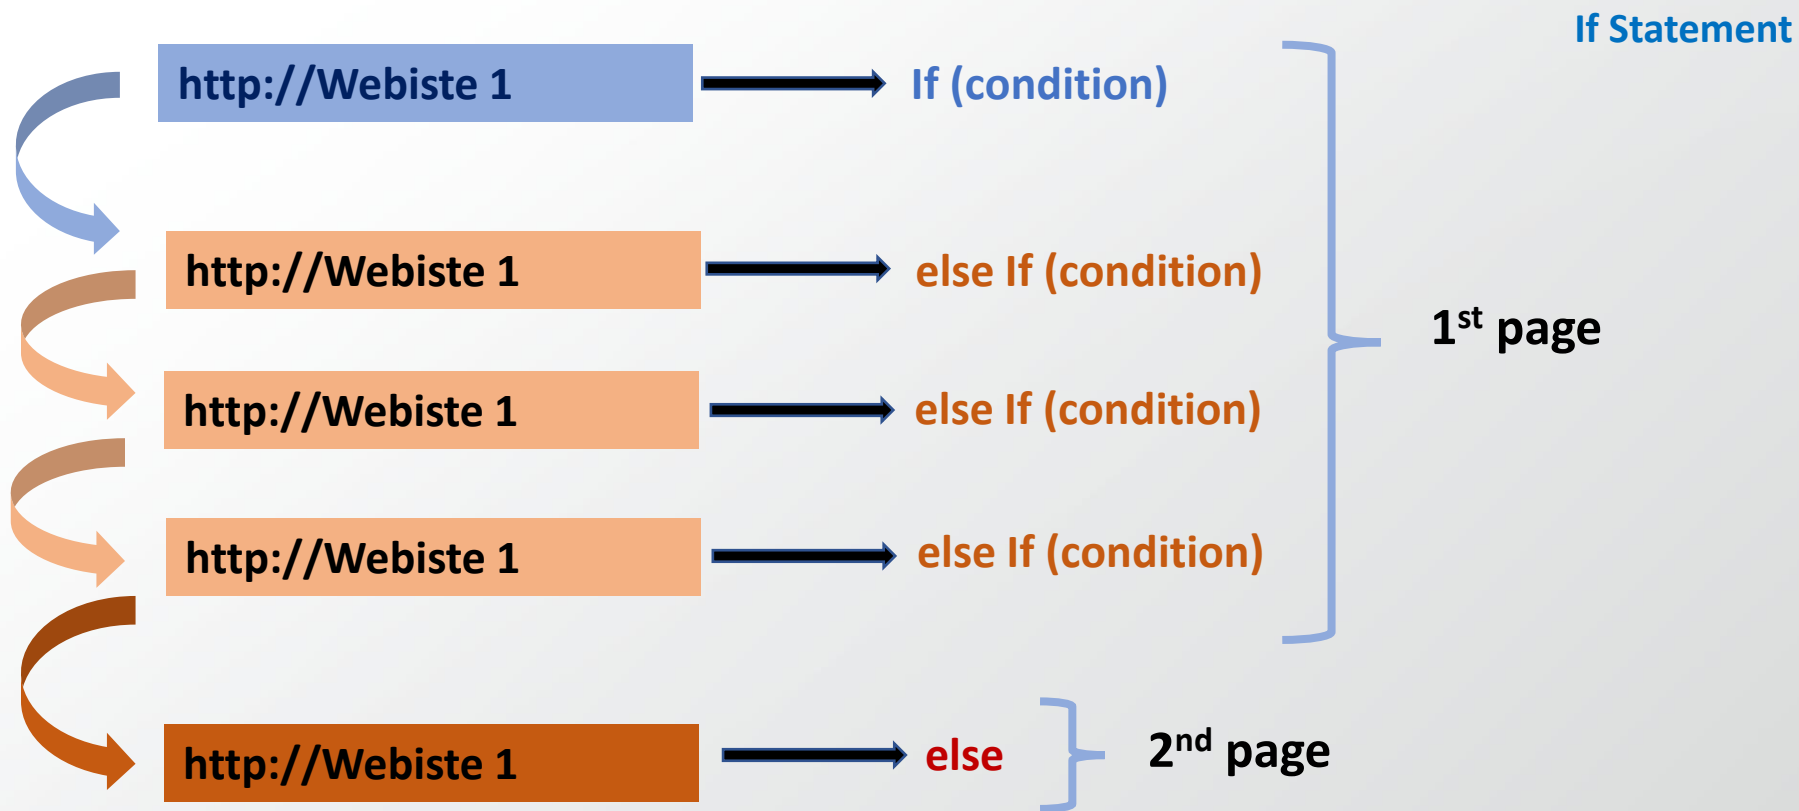 If Statement
http://Webiste 1
If (condition)
http://Webiste 1
else If (condition)
1st page
http://Webiste 1
else If (condition)
http://Webiste 1
else If (condition)
http://Webiste 1
else
2nd page